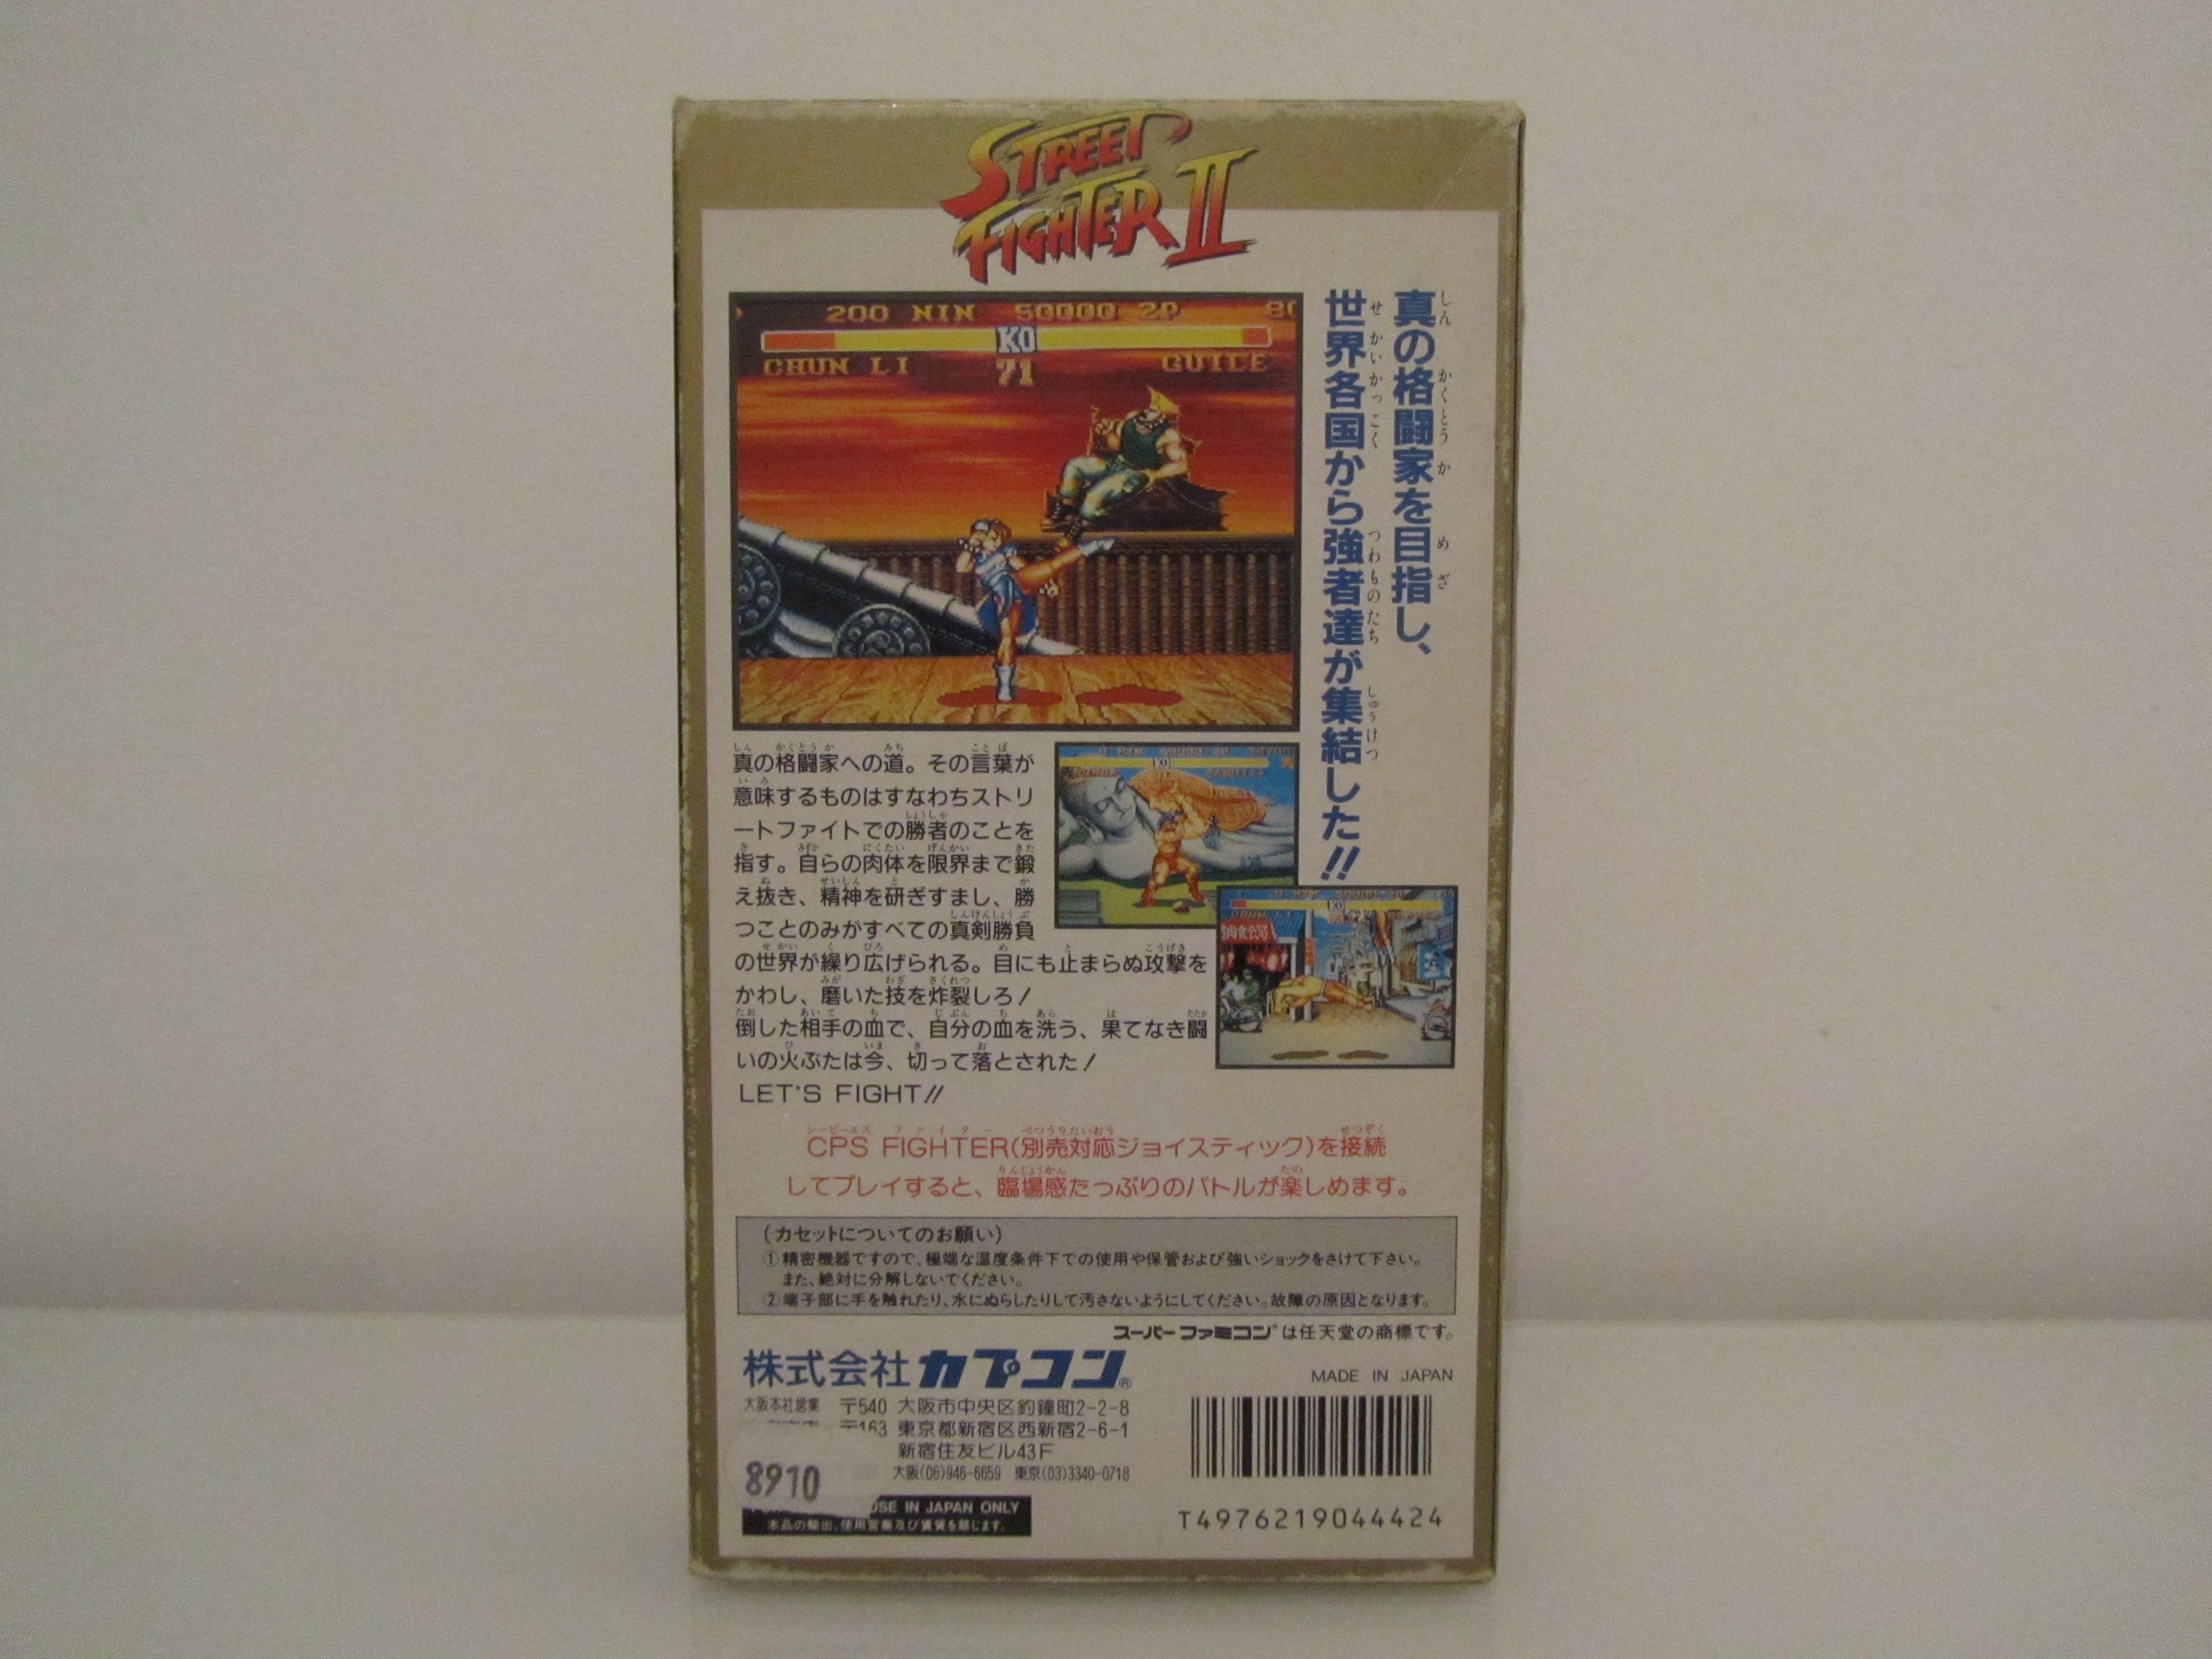 STREET
FIGHTER II
200 NIN 50000 2P
KO
CHUN LI
71
GUILE
真の格闘家を目指し、
世界各国から強者達が集結した!!
真の格闘家への道。その言葉が
意味するものはすなわちストリ
ートファイトでの勝者のことを
指す。自らの肉体を限界まで鍛
え抜き、精神を研ぎすまし、勝
つことのみがすべての真剣勝負
の世界が繰り広げられる。目にも止まらぬ攻撃を
かわし、磨いた技を炸裂しろ!
倒した相手の血で、自分の血を洗う、果てなき闘
いの火ぶたは今、切って落とされた!
LET'S FIGHT!!
CPS FIGHTER(別売対応ジョイスティック)を接続
してプレイすると、臨場感たっぷりのバトルが楽しめます。
(カセットについてのお願い)
①精密機器ですので、極端な温度条件下での使用や保管および強いショックをさけて下さい。
また、絶対に分解しないでください。
②端子部に手を触れたり、水にぬらしたりして汚さないようにしてください。故障の原因となります。
スーパーファミコン®は任天堂の商標です。
株式会社カプコン®
MADE IN JAPAN
大阪本社営業 〒540 大阪市中央区釣鐘町2-2-8
〒163 東京都新宿区西新宿2-6-1
新宿住友ビル43F
大阪(06)946-6659 東京(03)3340-0718
8910
USE IN JAPAN ONLY
本品の輸出、使用営業及び賃貸を禁じます。
T4976219044424